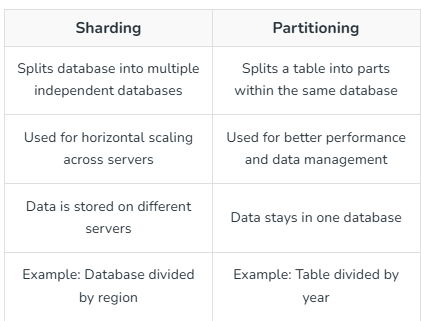 Sharding
Partitioning
Splits database into multiple
independent databases
Splits a table into parts
within the same database
Used for horizontal scaling
across servers
Used for better performance
and data management
Data is stored on different
servers
Data stays in one database
Example: Database divided
by region
Example: Table divided by
year